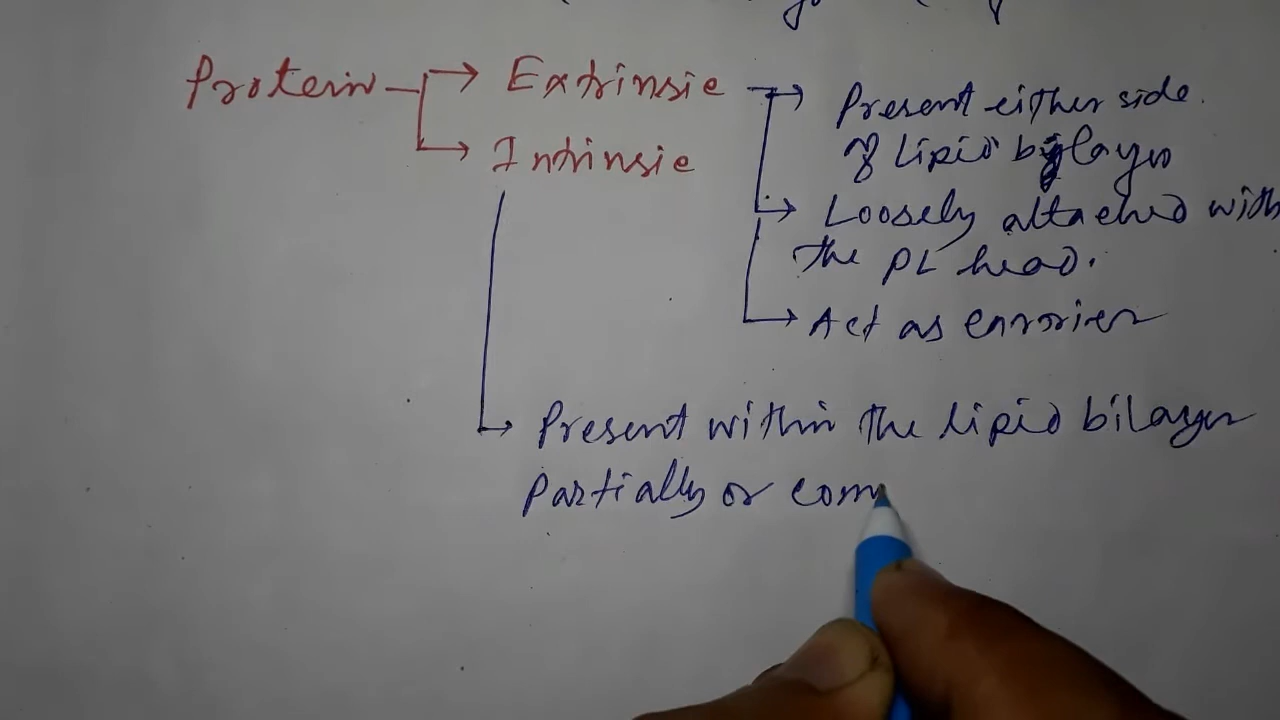 Protein → Extrinsic → Present either side
of lipid bilayer
→ Intrinsic
→ Loosely attached with
the PL head.
→ Act as carrier
→ Present within the lipid bilayer
Partially or com